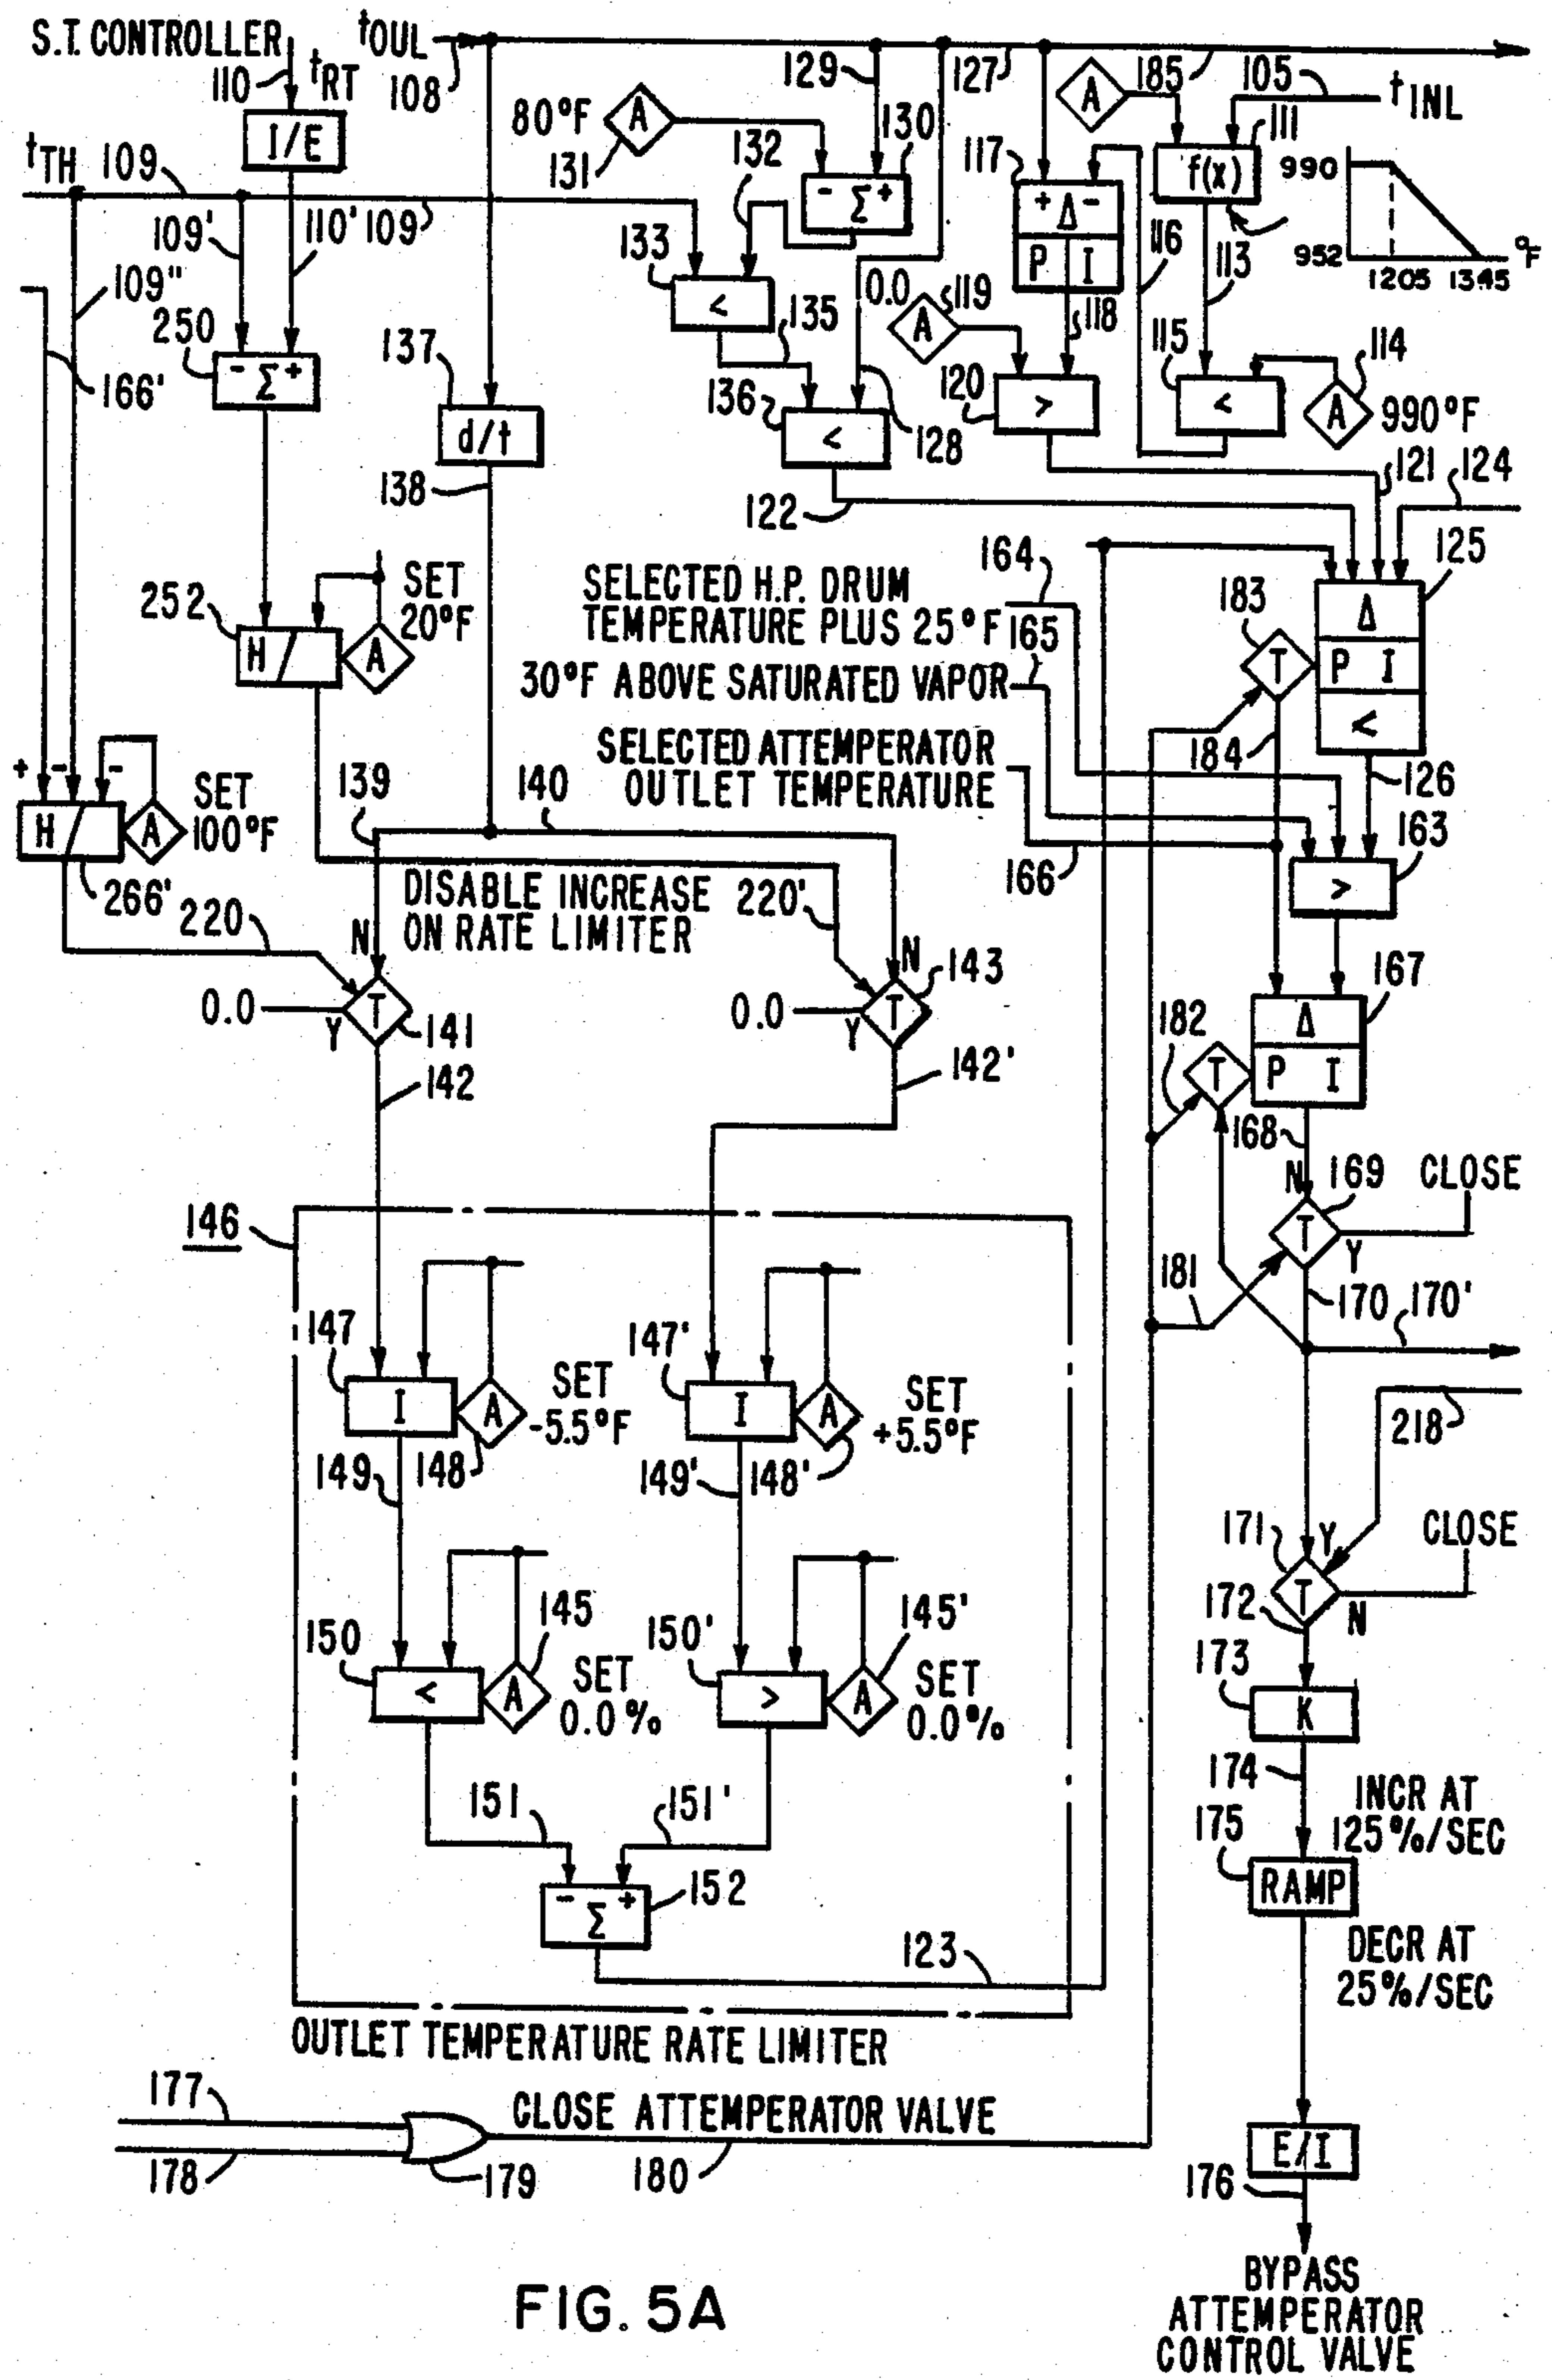 S.T. CONTROLLER
110
tRT
I/E
tOUL
108
129
127
185
105
tINL
80°F
A
131
132
130
A
111
f(x)
990
952
1205
1345
°F
tTH
109
109'
110'
109
109"
- Σ +
133
<
117
+ Δ -
P I
116
113
0.0
A
119
118
135
115
114
<
A
990°F
166'
250
- Σ +
137
d/t
138
136
<
128
120
>
121
124
122
125
252
H/
A
SET
20°F
SELECTED H.P. DRUM
TEMPERATURE PLUS 25°F
164
165
30°F ABOVE SATURATED VAPOR
183
T
Δ
P I
<
184
126
SELECTED ATTEMPERATOR
OUTLET TEMPERATURE
166
163
>
+ - -
H/
A
SET
100°F
266'
139
140
DISABLE INCREASE
ON RATE LIMITER
220
220'
N
N
0.0
Y
T
141
142
0.0
Y
T
143
142'
167
Δ
P I
182
T
168
N
169
CLOSE
T
Y
181
170
170'
146
147
I
A
SET
-5.5°F
149
148
147'
I
A
SET
+5.5°F
149'
148'
218
171
Y
CLOSE
T
N
172
150
<
A
145
SET
0.0%
150'
>
A
145'
SET
0.0%
173
K
174
INCR AT
125%/SEC
175
RAMP
DECR AT
25%/SEC
151
151'
- Σ +
152
123
OUTLET TEMPERATURE RATE LIMITER
177
178
179
CLOSE ATTEMPERATOR VALVE
180
E/I
176
BYPASS
ATTEMPERATOR
CONTROL VALVE
FIG. 5A